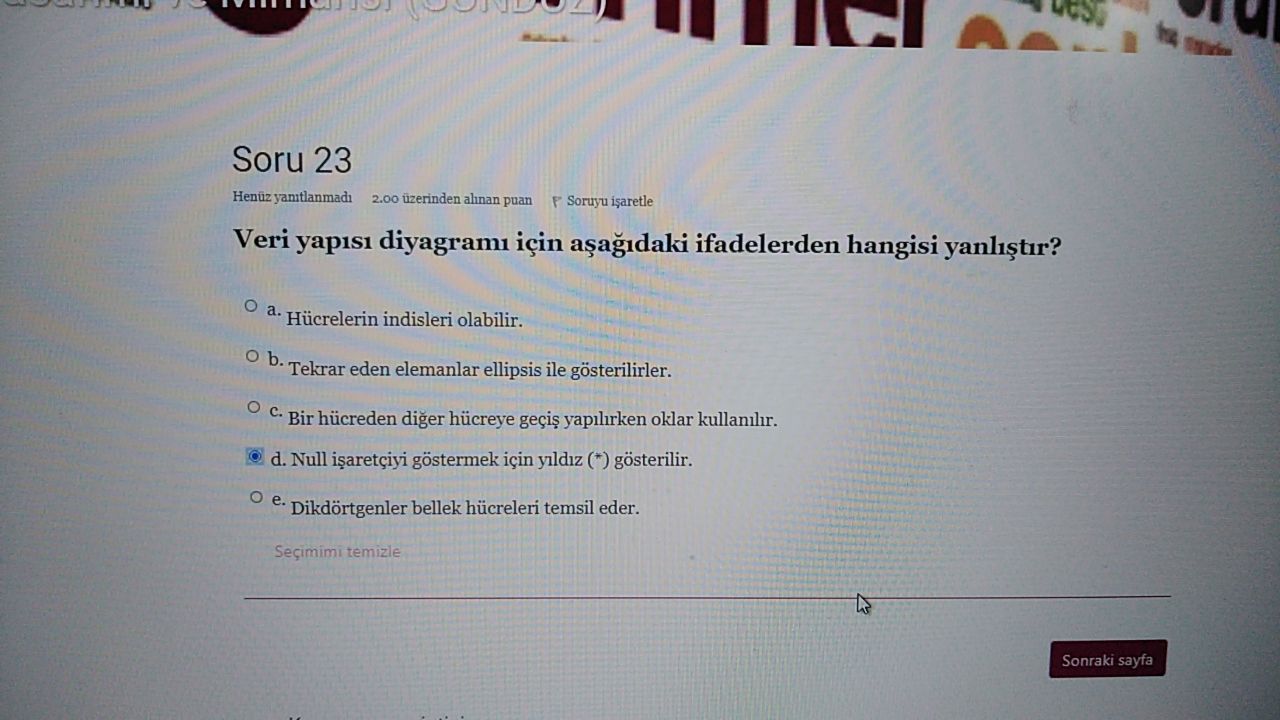 Soru 23
Henüz yanıtlanmadı 2.00 üzerinden alınan puan Soruyu işaretle
Veri yapısı diyagramı için aşağıdaki ifadelerden hangisi yanlıştır?
a. Hücrelerin indisleri olabilir.
b. Tekrar eden elemanlar ellipsis ile gösterilirler.
c. Bir hücreden diğer hücreye geçiş yapılırken oklar kullanılır.
d. Null işaretçiyi göstermek için yıldız (*) gösterilir.
e. Dikdörtgenler bellek hücreleri temsil eder.
Seçimimi temizle
Sonraki sayfa